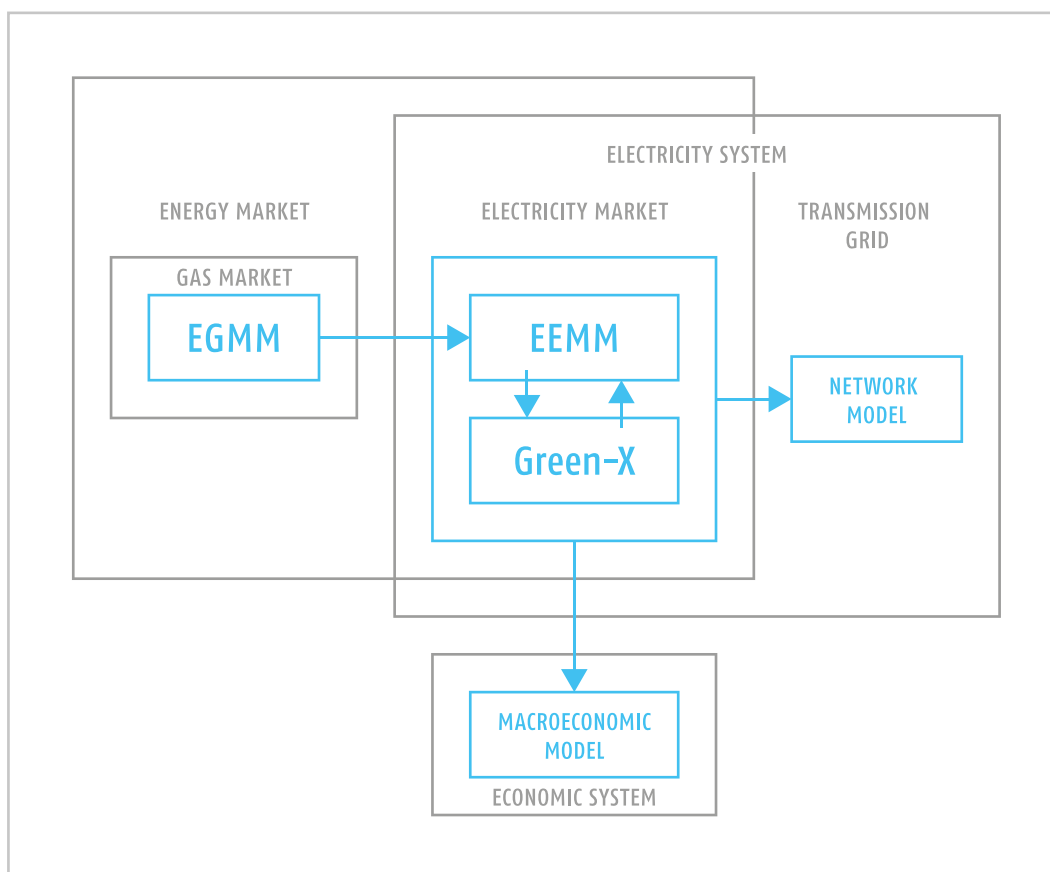 ELECTRICITY SYSTEM
ENERGY MARKET
ELECTRICITY MARKET
TRANSMISSION
GRID
GAS MARKET
EGMM
EEMM
Green-X
NETWORK
MODEL
MACROECONOMIC
MODEL
ECONOMIC SYSTEM